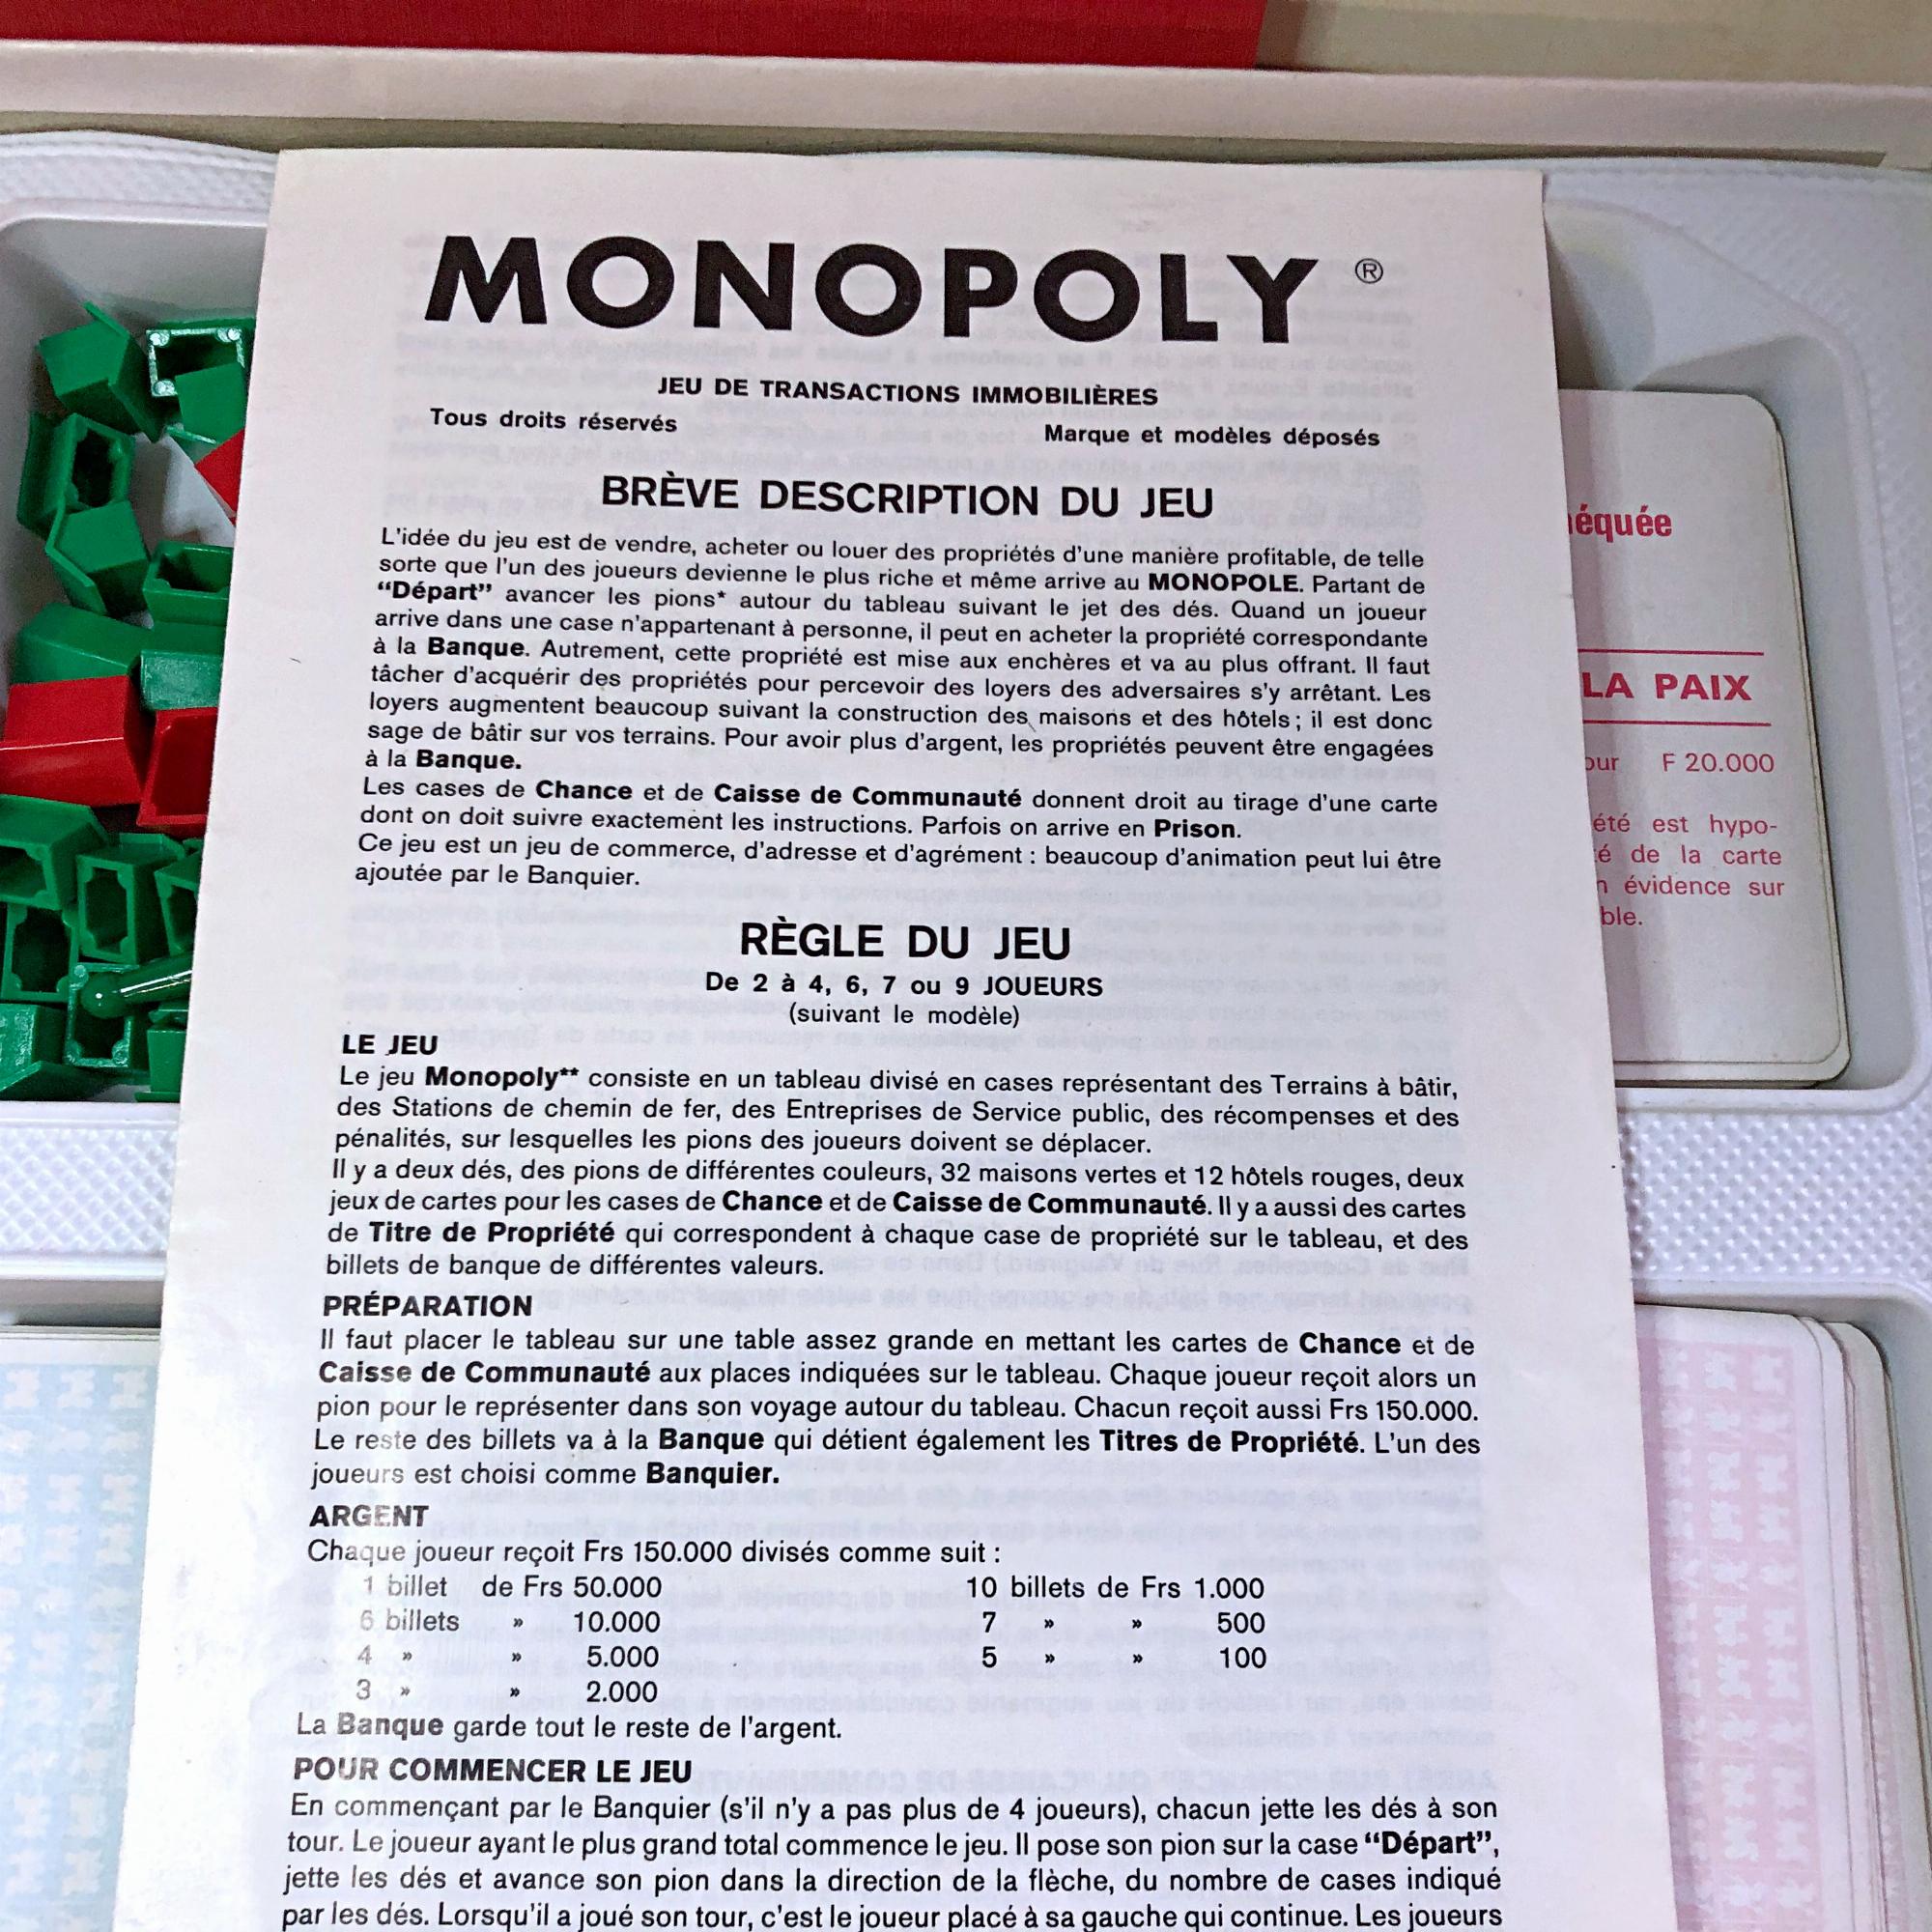 MONOPOLY ®
JEU DE TRANSACTIONS IMMOBILIÈRES
Tous droits réservés
Marque et modèles déposés
BRÈVE DESCRIPTION DU JEU
L'idée du jeu est de vendre, acheter ou louer des propriétés d'une manière profitable, de telle
sorte que l'un des joueurs devienne le plus riche et même arrive au MONOPOLE. Partant de
“Départ” avancer les pions* autour du tableau suivant le jet des dés. Quand un joueur
arrive dans une case n'appartenant à personne, il peut en acheter la propriété correspondante
à la Banque. Autrement, cette propriété est mise aux enchères et va au plus offrant. Il faut
tâcher d'acquérir des propriétés pour percevoir des loyers des adversaires s'y arrêtant. Les
loyers augmentent beaucoup suivant la construction des maisons et des hôtels ; il est donc
sage de bâtir sur vos terrains. Pour avoir plus d'argent, les propriétés peuvent être engagées
à la Banque.
Les cases de Chance et de Caisse de Communauté donnent droit au tirage d'une carte
dont on doit suivre exactement les instructions. Parfois on arrive en Prison.
Ce jeu est un jeu de commerce, d'adresse et d'agrément : beaucoup d'animation peut lui être
ajoutée par le Banquier.
RÈGLE DU JEU
De 2 à 4, 6, 7 ou 9 JOUEURS
(suivant le modèle)
LE JEU
Le jeu Monopoly** consiste en un tableau divisé en cases représentant des Terrains à bâtir,
des Stations de chemin de fer, des Entreprises de Service public, des récompenses et des
pénalités, sur lesquelles les pions des joueurs doivent se déplacer.
Il y a deux dés, des pions de différentes couleurs, 32 maisons vertes et 12 hôtels rouges, deux
jeux de cartes pour les cases de Chance et de Caisse de Communauté. Il y a aussi des cartes
de Titre de Propriété qui correspondent à chaque case de propriété sur le tableau, et des
billets de banque de différentes valeurs.
PRÉPARATION
Il faut placer le tableau sur une table assez grande en mettant les cartes de Chance et de
Caisse de Communauté aux places indiquées sur le tableau. Chaque joueur reçoit alors un
pion pour le représenter dans son voyage autour du tableau. Chacun reçoit aussi Frs 150.000.
Le reste des billets va à la Banque qui détient également les Titres de Propriété. L'un des
joueurs est choisi comme Banquier.
ARGENT
Chaque joueur reçoit Frs 150.000 divisés comme suit :
1 billet de Frs 50.000 10 billets de Frs 1.000
6 billets » 10.000 7 » » 500
4 » » 5.000 5 » » 100
3 » » 2.000
La Banque garde tout le reste de l'argent.
POUR COMMENCER LE JEU
En commençant par le Banquier (s'il n'y a pas plus de 4 joueurs), chacun jette les dés à son
tour. Le joueur ayant le plus grand total commence le jeu. Il pose son pion sur la case “Départ”,
jette les dés et avance son pion dans la direction de la flèche, du nombre de cases indiqué
par les dés. Lorsqu'il a joué son tour, c'est le joueur placé à sa gauche qui continue. Les joueurs
équée
LA PAIX
our F 20.000
été est hypo-
é de la carte
n évidence sur
ble.